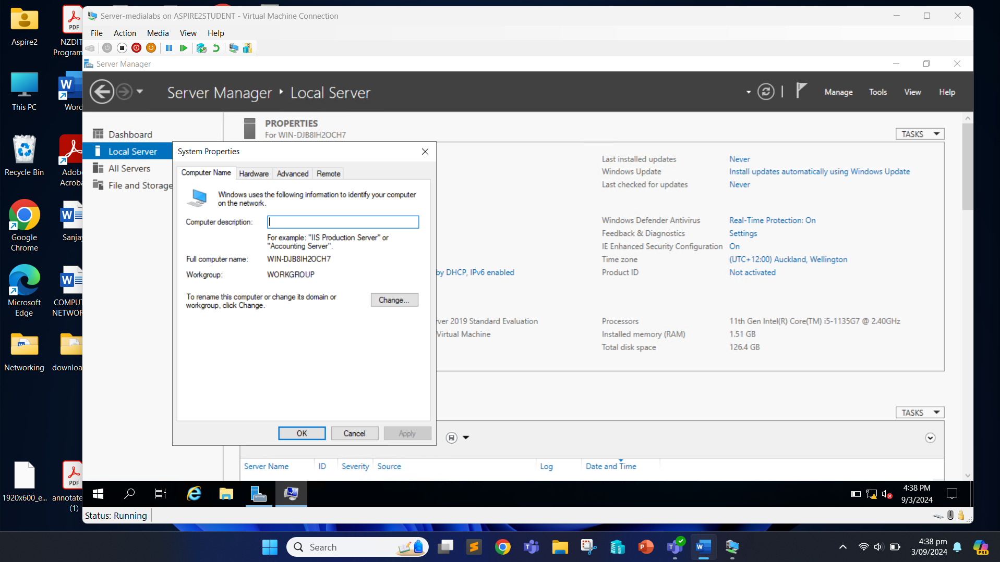 Aspire2
NZDIT
Program
This PC
Word
Recycle Bin
Adob
Acroba
Google
Chrome
Sanja
Microsoft
Edge
COMPUT
NETWOR
Networking
downloa
1920x600_e...
annotate
(1)
PDF
PDF
Server-medialabs on ASPIRE2STUDENT - Virtual Machine Connection
File Action Media View Help
Server Manager
Server Manager ‣ Local Server
Manage Tools View Help
Dashboard
Local Server
All Servers
File and Storage
PROPERTIES
For WIN-DJB8IH2OCH7
TASKS
System Properties
Computer Name Hardware Advanced Remote
Windows uses the following information to identify your computer
on the network.
Computer description:
For example: "IIS Production Server" or
"Accounting Server".
Full computer name: WIN-DJB8IH2OCH7
Workgroup: WORKGROUP
To rename this computer or change its domain or
workgroup, click Change.
Change...
OK Cancel Apply
Last installed updates Never
Windows Update Install updates automatically using Windows Update
Last checked for updates Never
Windows Defender Antivirus Real-Time Protection: On
Feedback & Diagnostics Settings
IE Enhanced Security Configuration On
Time zone (UTC+12:00) Auckland, Wellington
by DHCP, IPv6 enabled Product ID Not activated
ver 2019 Standard Evaluation Processors 11th Gen Intel(R) Core(TM) i5-1135G7 @ 2.40GHz
Virtual Machine Installed memory (RAM) 1.51 GB
Total disk space 126.4 GB
TASKS
Server Name ID Severity Source Log Date and Time
4:38 PM
9/3/2024
Status: Running
Search
4:38 pm
3/09/2024
PRE